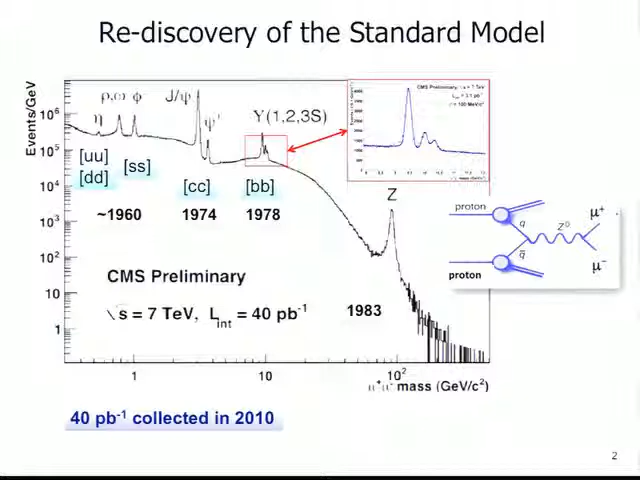 Re-discovery of the Standard Model
Events/GeV
10⁶
10⁵
10⁴
10³
10²
10
1
η
ρ,ω
ϕ
J/ψ
ψ'
Υ(1,2,3S)
[uu]
[dd]
[ss]
[cc]
[bb]
~1960
1974
1978
Z
1983
CMS Preliminary
√s = 7 TeV, L_int = 40 pb⁻¹
1
10
10²
μ⁺μ⁻ mass (GeV/c²)
CMS Preliminary,
proton
q
Z⁰
μ⁺
q̅
proton
μ⁻
40 pb⁻¹ collected in 2010
2